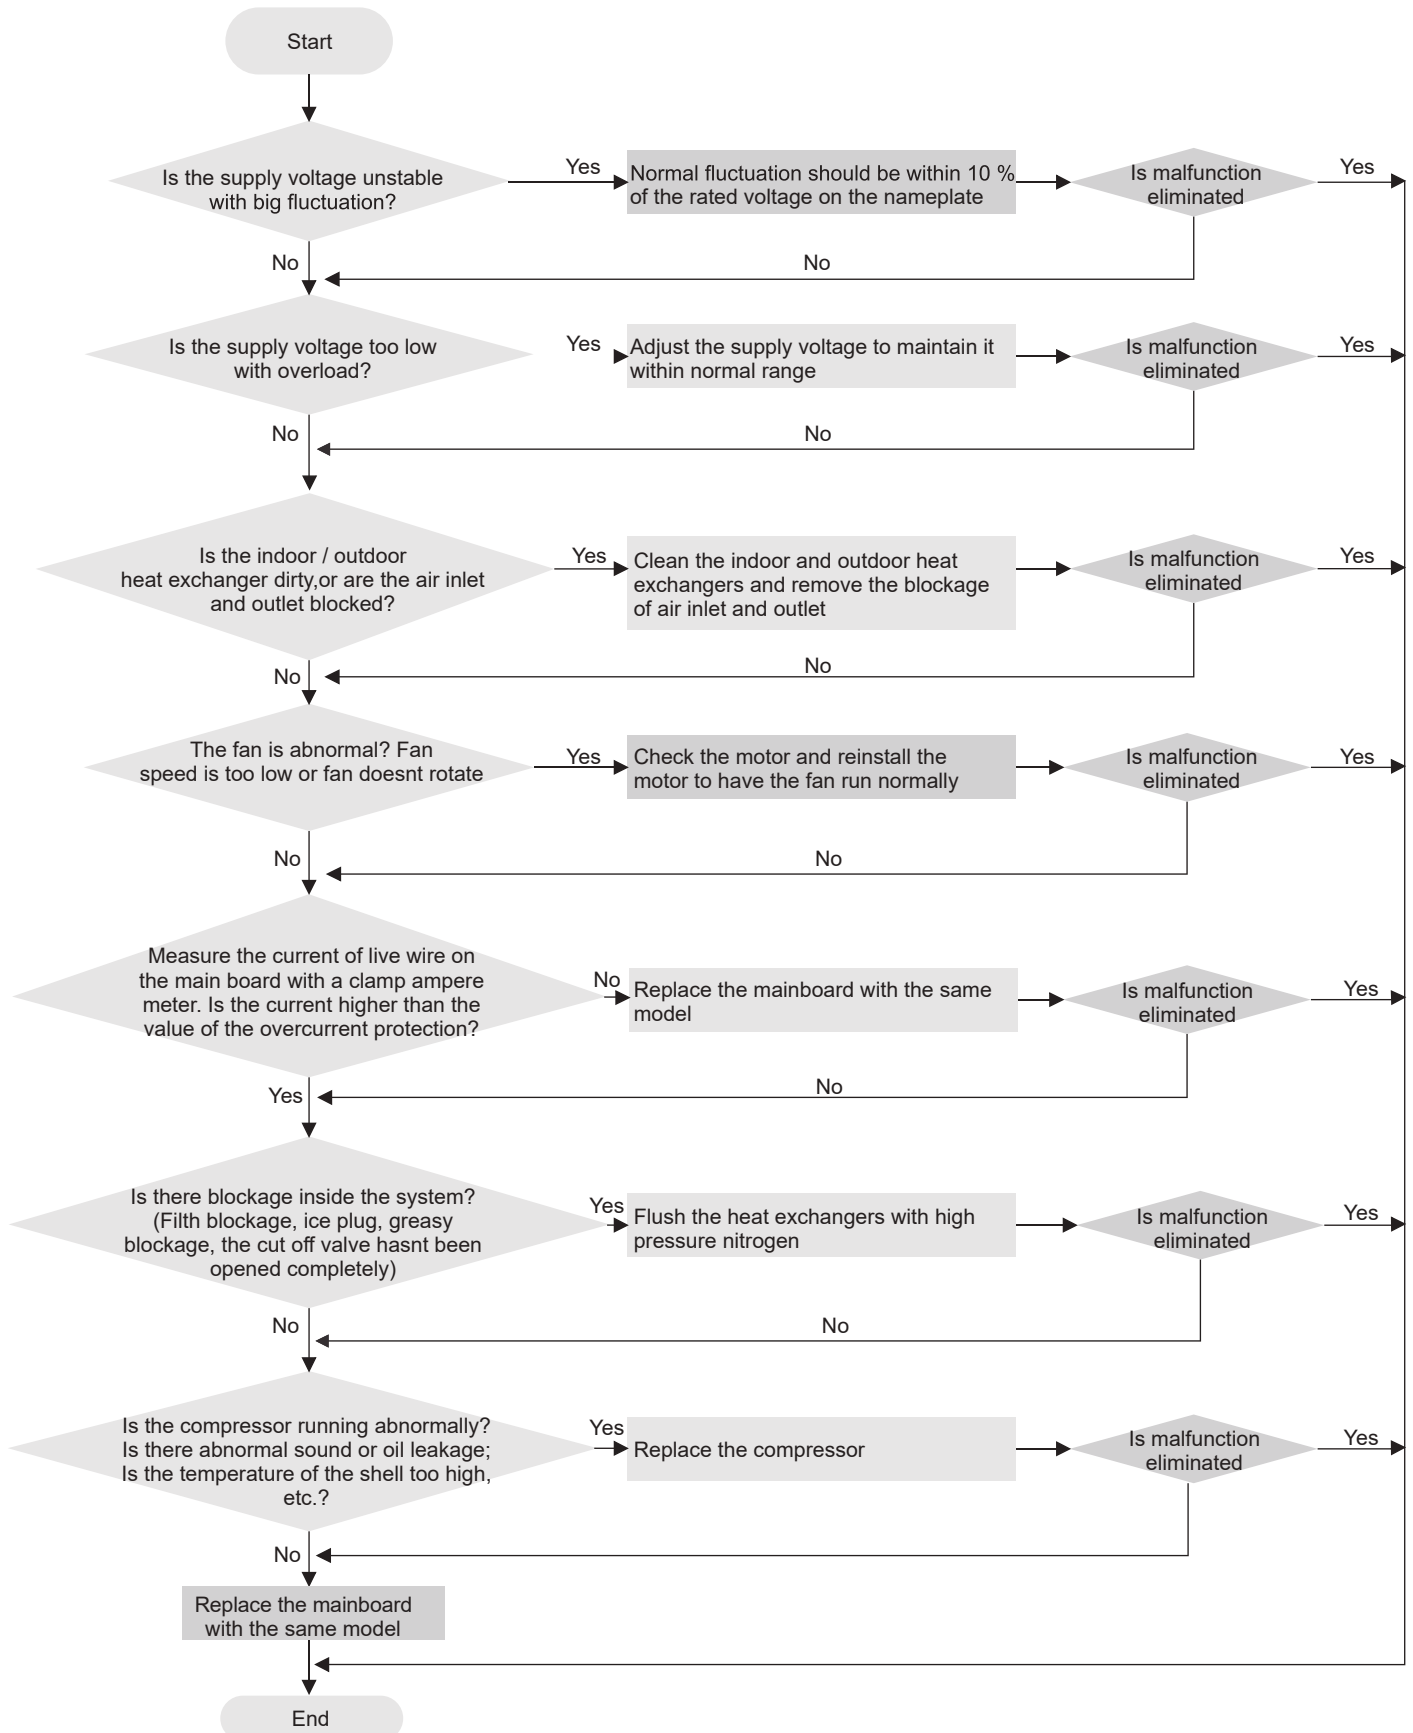 Start
Is the supply voltage unstable
with big fluctuation?
Yes
Normal fluctuation should be within 10 %
of the rated voltage on the nameplate
Is malfunction
eliminated
Yes
No
No
Is the supply voltage too low
with overload?
Yes
Adjust the supply voltage to maintain it
within normal range
Is malfunction
eliminated
Yes
No
No
Is the indoor / outdoor
heat exchanger dirty,or are the air inlet
and outlet blocked?
Yes
Clean the indoor and outdoor heat
exchangers and remove the blockage
of air inlet and outlet
Is malfunction
eliminated
Yes
No
No
The fan is abnormal? Fan
speed is too low or fan doesnt rotate
Yes
Check the motor and reinstall the
motor to have the fan run normally
Is malfunction
eliminated
Yes
No
No
Measure the current of live wire on
the main board with a clamp ampere
meter. Is the current higher than the
value of the overcurrent protection?
No
Replace the mainboard with the same
model
Is malfunction
eliminated
Yes
Yes
No
Is there blockage inside the system?
(Filth blockage, ice plug, greasy
blockage, the cut off valve hasnt been
opened completely)
Yes
Flush the heat exchangers with high
pressure nitrogen
Is malfunction
eliminated
Yes
No
No
Is the compressor running abnormally?
Is there abnormal sound or oil leakage;
Is the temperature of the shell too high,
etc.?
Yes
Replace the compressor
Is malfunction
eliminated
Yes
No
Replace the mainboard
with the same model
End